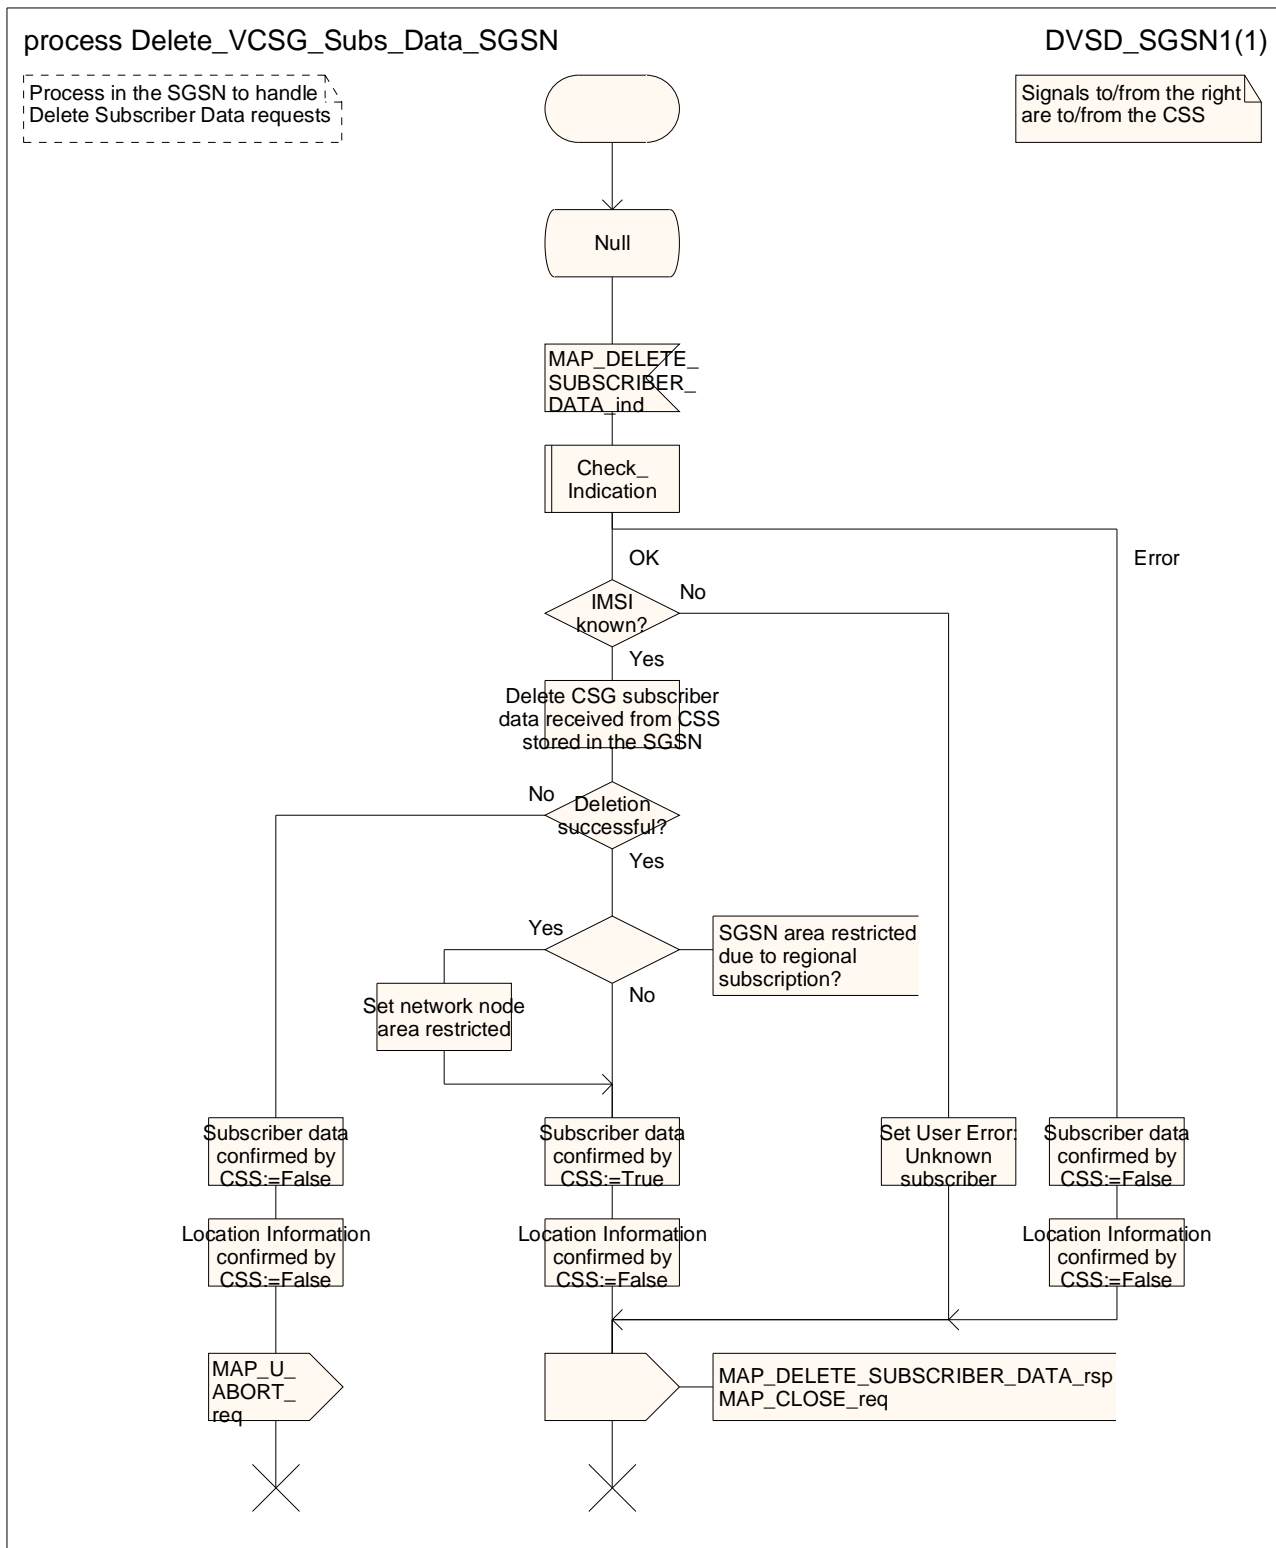 process Delete_VCSG_Subs_Data_SGSN
DVSD_SGSN1(1)
Process in the SGSN to handle
Delete Subscriber Data requests
Signals to/from the right
are to/from the CSS
Null
MAP_DELETE_
SUBSCRIBER_
DATA_ind
Check_
Indication
OK
Error
IMSI
known?
No
Yes
Delete CSG subscriber
data received from CSS
stored in the SGSN
No
Deletion
successful?
Yes
Yes
SGSN area restricted
due to regional
subscription?
No
Set network node
area restricted
Subscriber data
confirmed by
CSS:=False
Subscriber data
confirmed by
CSS:=True
Set User Error:
Unknown
subscriber
Subscriber data
confirmed by
CSS:=False
Location Information
confirmed by
CSS:=False
Location Information
confirmed by
CSS:=False
Location Information
confirmed by
CSS:=False
MAP_U_
ABORT_
req
MAP_DELETE_SUBSCRIBER_DATA_rsp
MAP_CLOSE_req